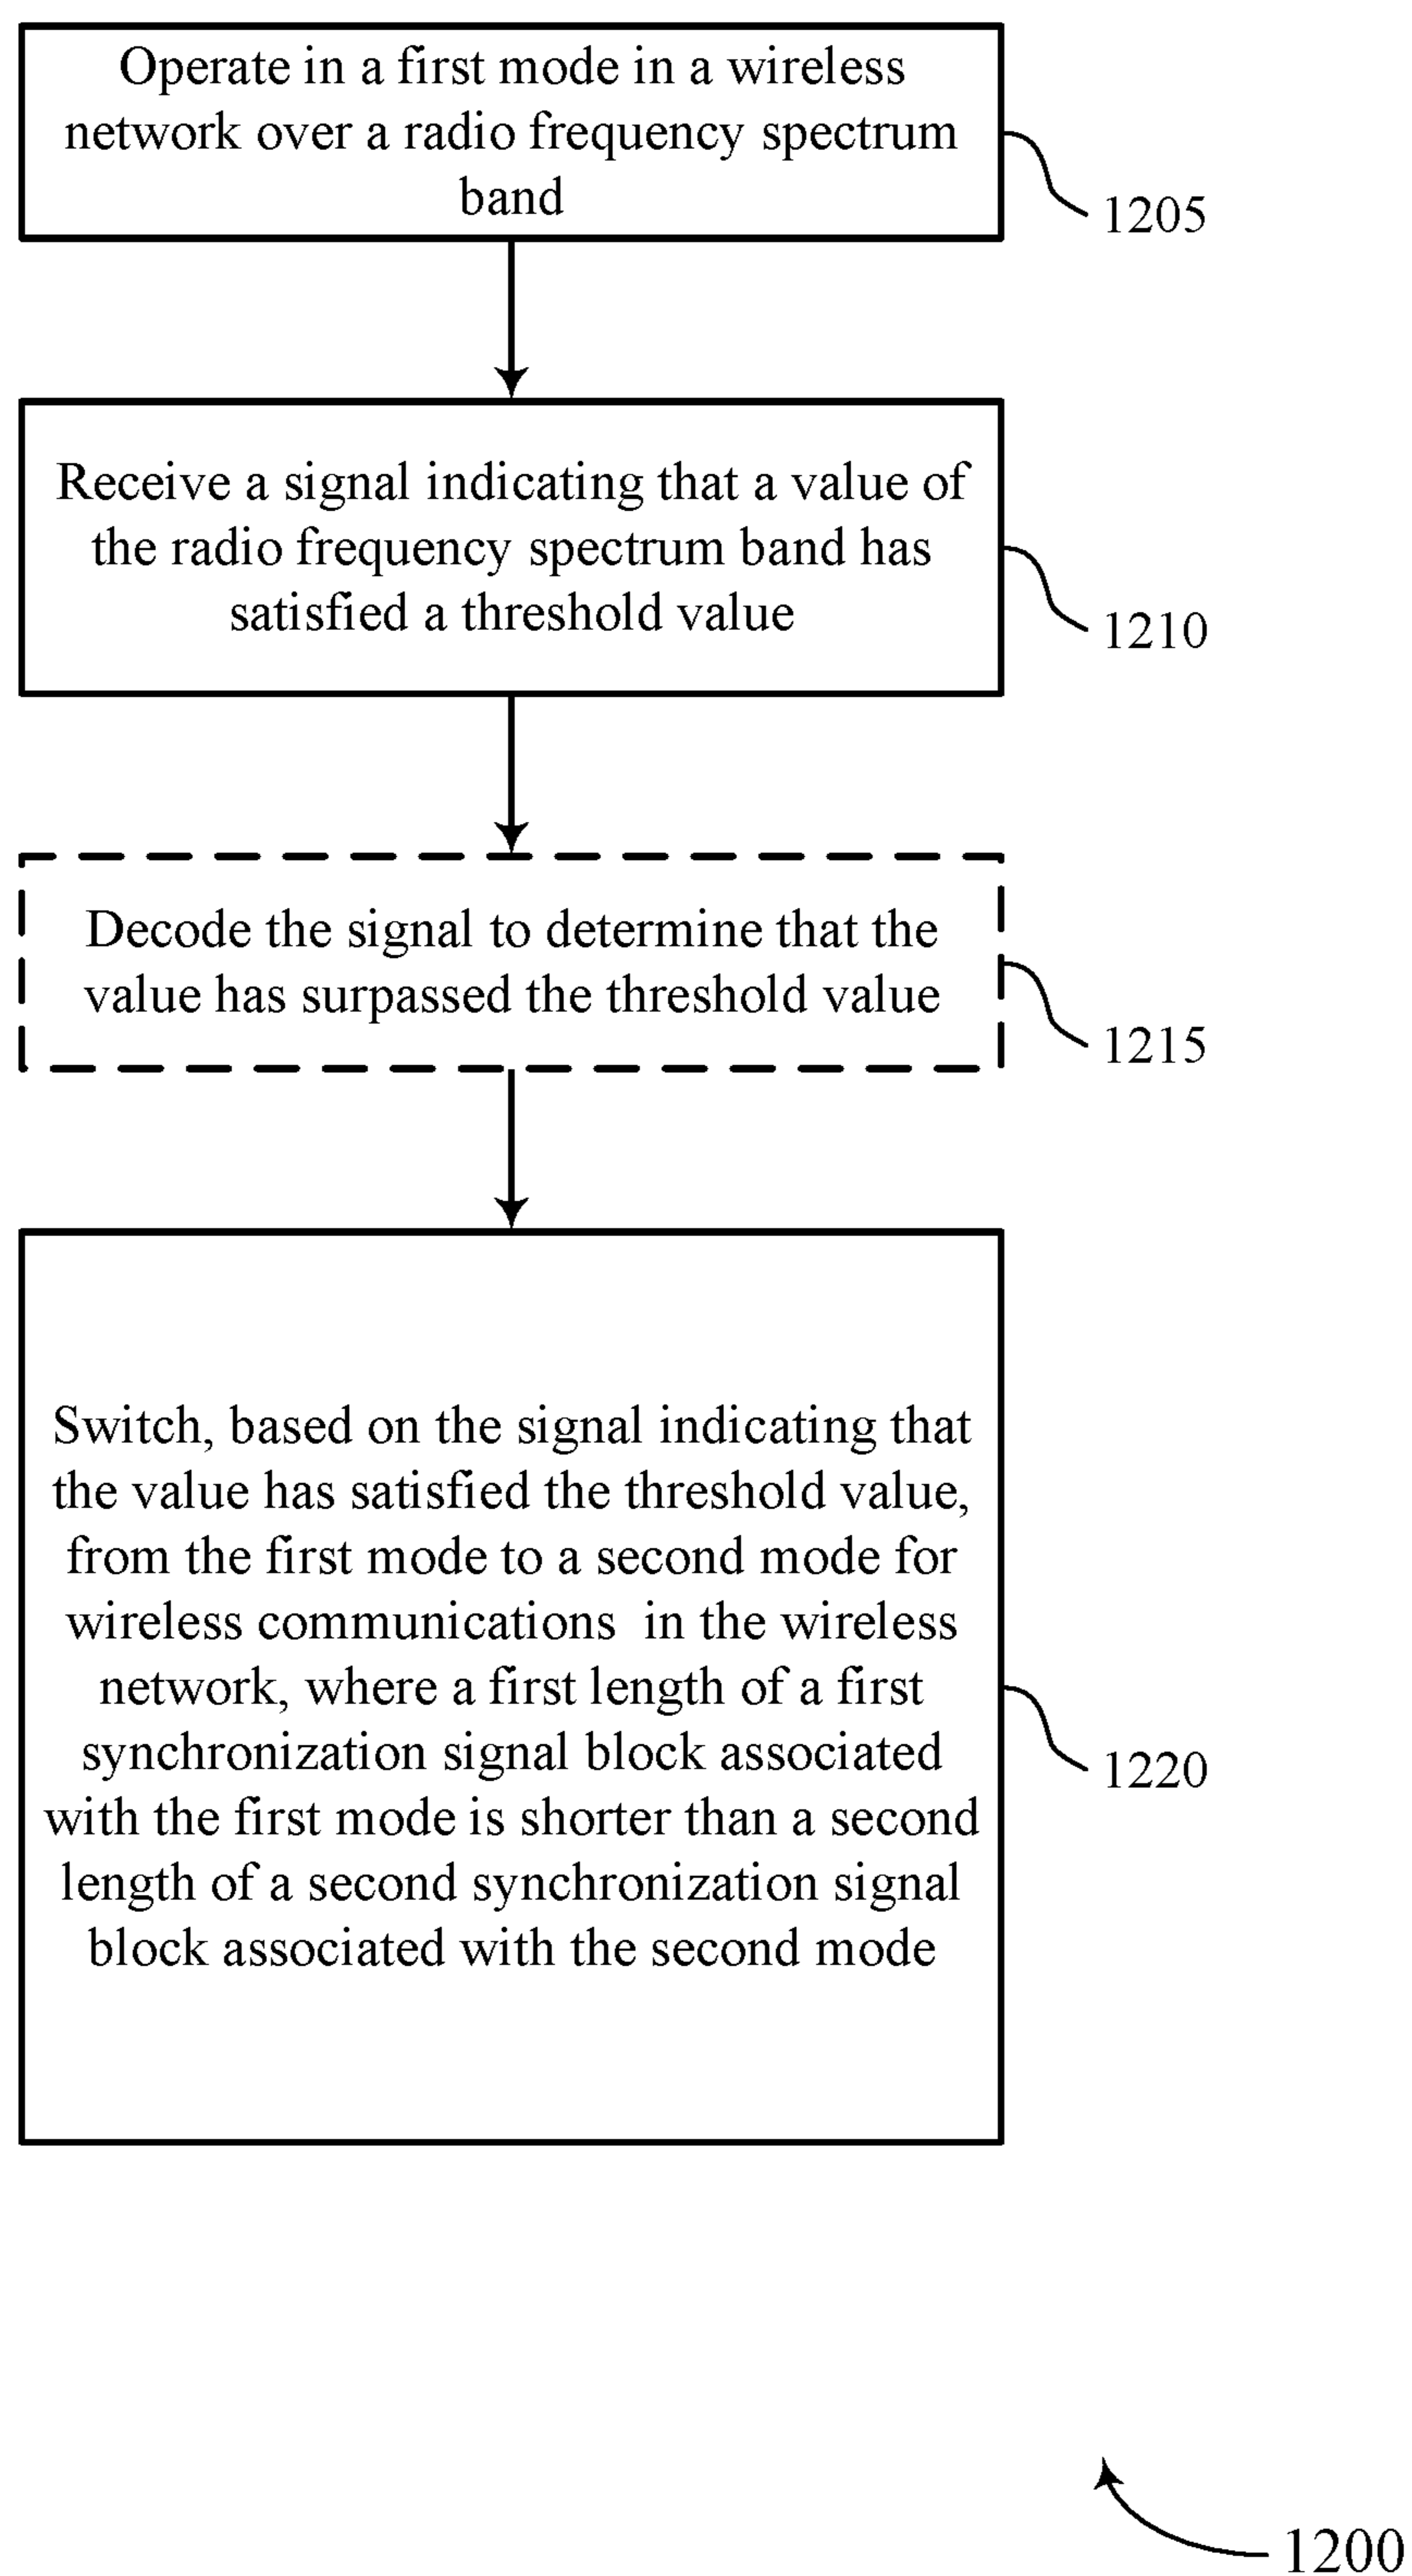 Operate in a first mode in a wireless
network over a radio frequency spectrum
band
1205
Receive a signal indicating that a value of
the radio frequency spectrum band has
satisfied a threshold value
1210
Decode the signal to determine that the
value has surpassed the threshold value
1215
Switch, based on the signal indicating that
the value has satisfied the threshold value,
from the first mode to a second mode for
wireless communications  in the wireless
network, where a first length of a first
synchronization signal block associated
with the first mode is shorter than a second
length of a second synchronization signal
block associated with the second mode
1220
1200